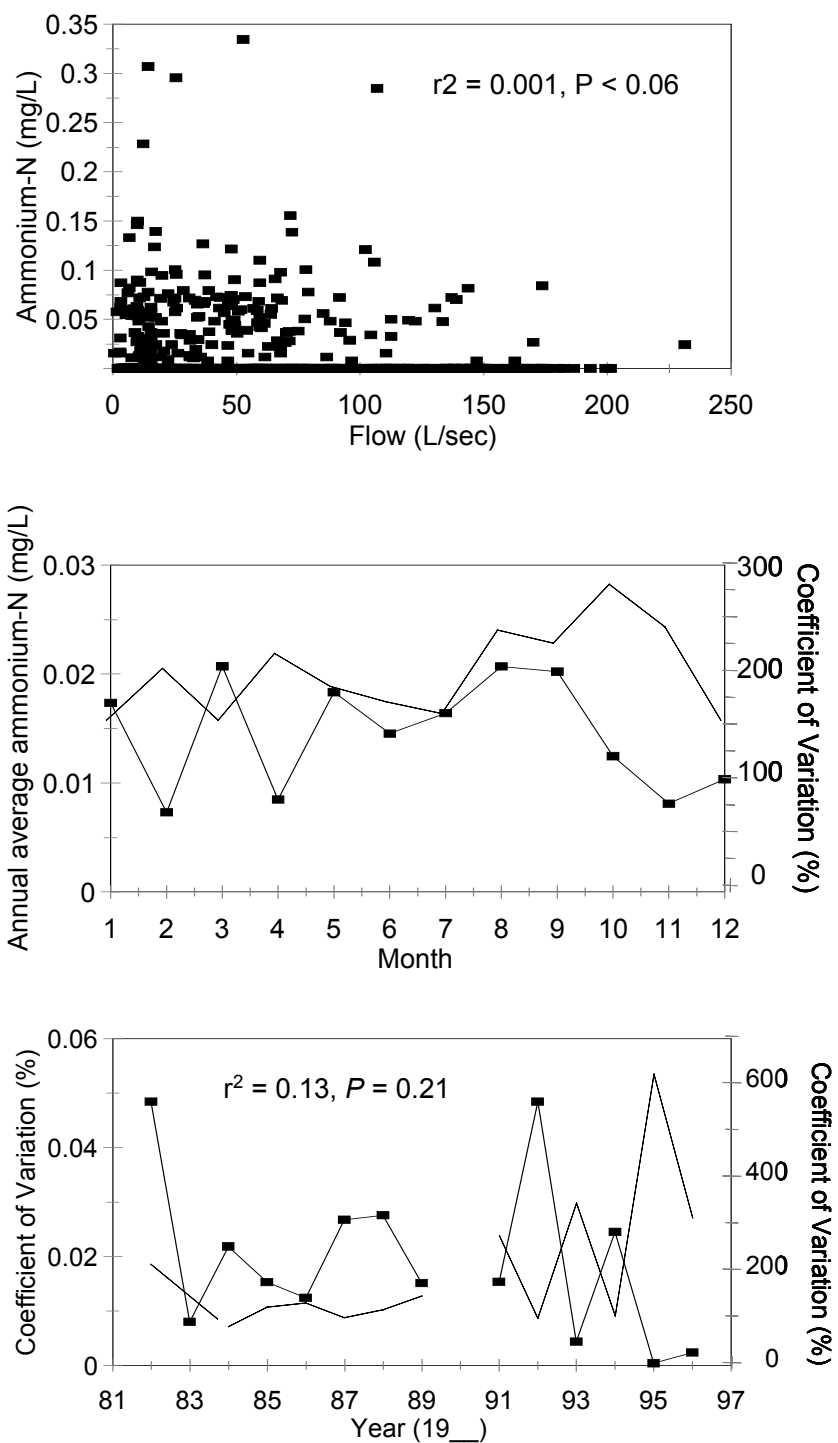 0.35
0.3
0.25
0.2
0.15
0.1
0.05
Ammonium-N (mg/L)
r2 = 0.001, P < 0.06
0 50 100 150 200 250
Flow (L/sec)
0.03
0.02
0.01
0
Annual average ammonium-N (mg/L)
300
200
100
0
Coefficient of Variation (%)
1 2 3 4 5 6 7 8 9 10 11 12
Month
0.06
0.04
0.02
0
Coefficient of Variation (%)
r2 = 0.13, P = 0.21
600
400
200
0
Coefficient of Variation (%)
81 83 85 87 89 91 93 95 97
Year (19__)